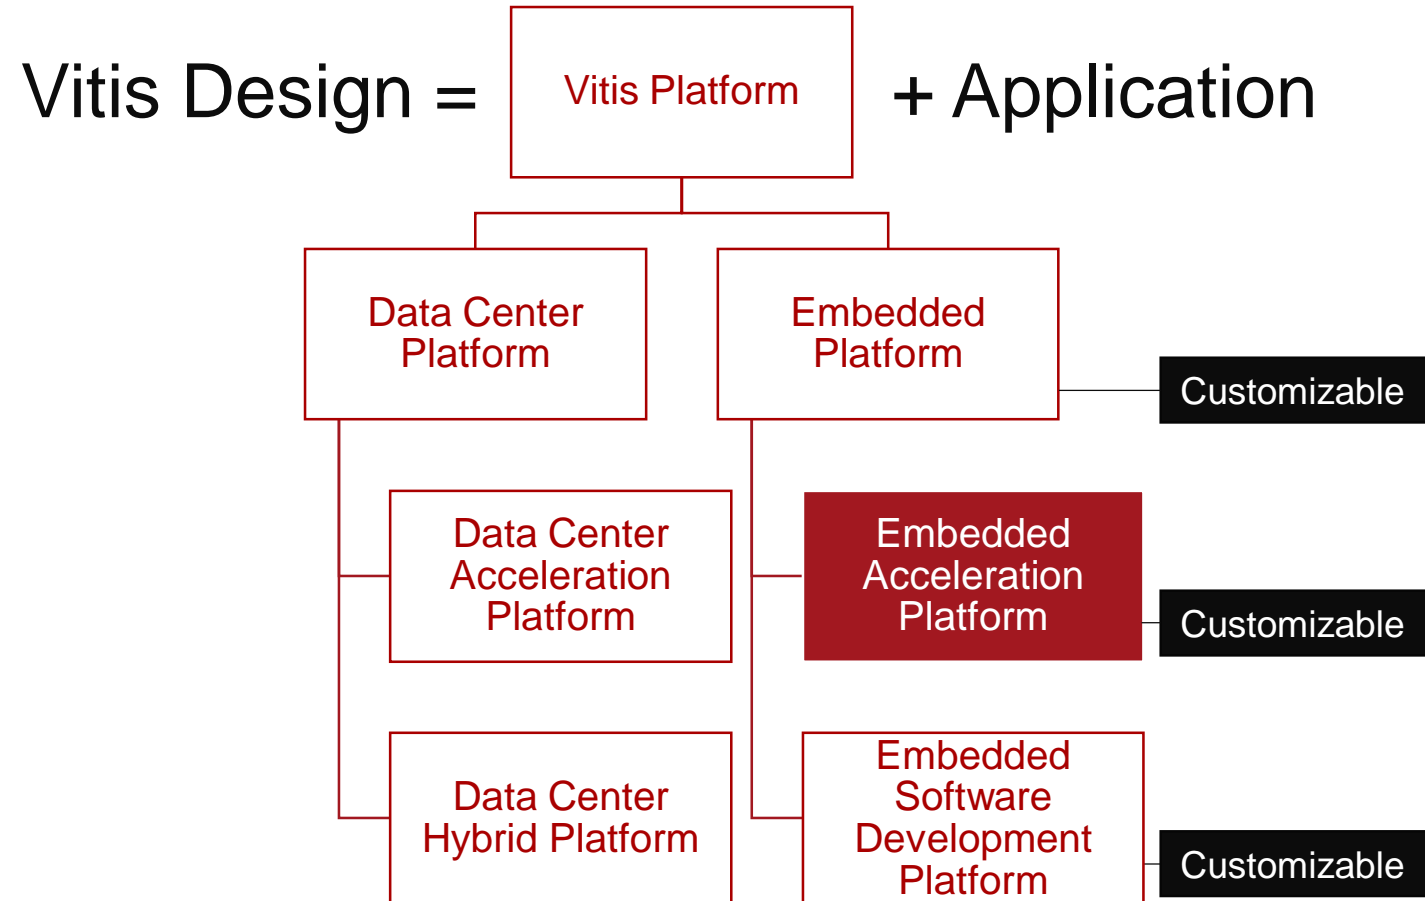 Vitis Design = Vitis Platform + Application
Data Center
Platform
Embedded
Platform
Customizable
Data Center
Acceleration
Platform
Embedded
Acceleration
Platform
Customizable
Data Center
Hybrid Platform
Embedded
Software
Development
Platform
Customizable